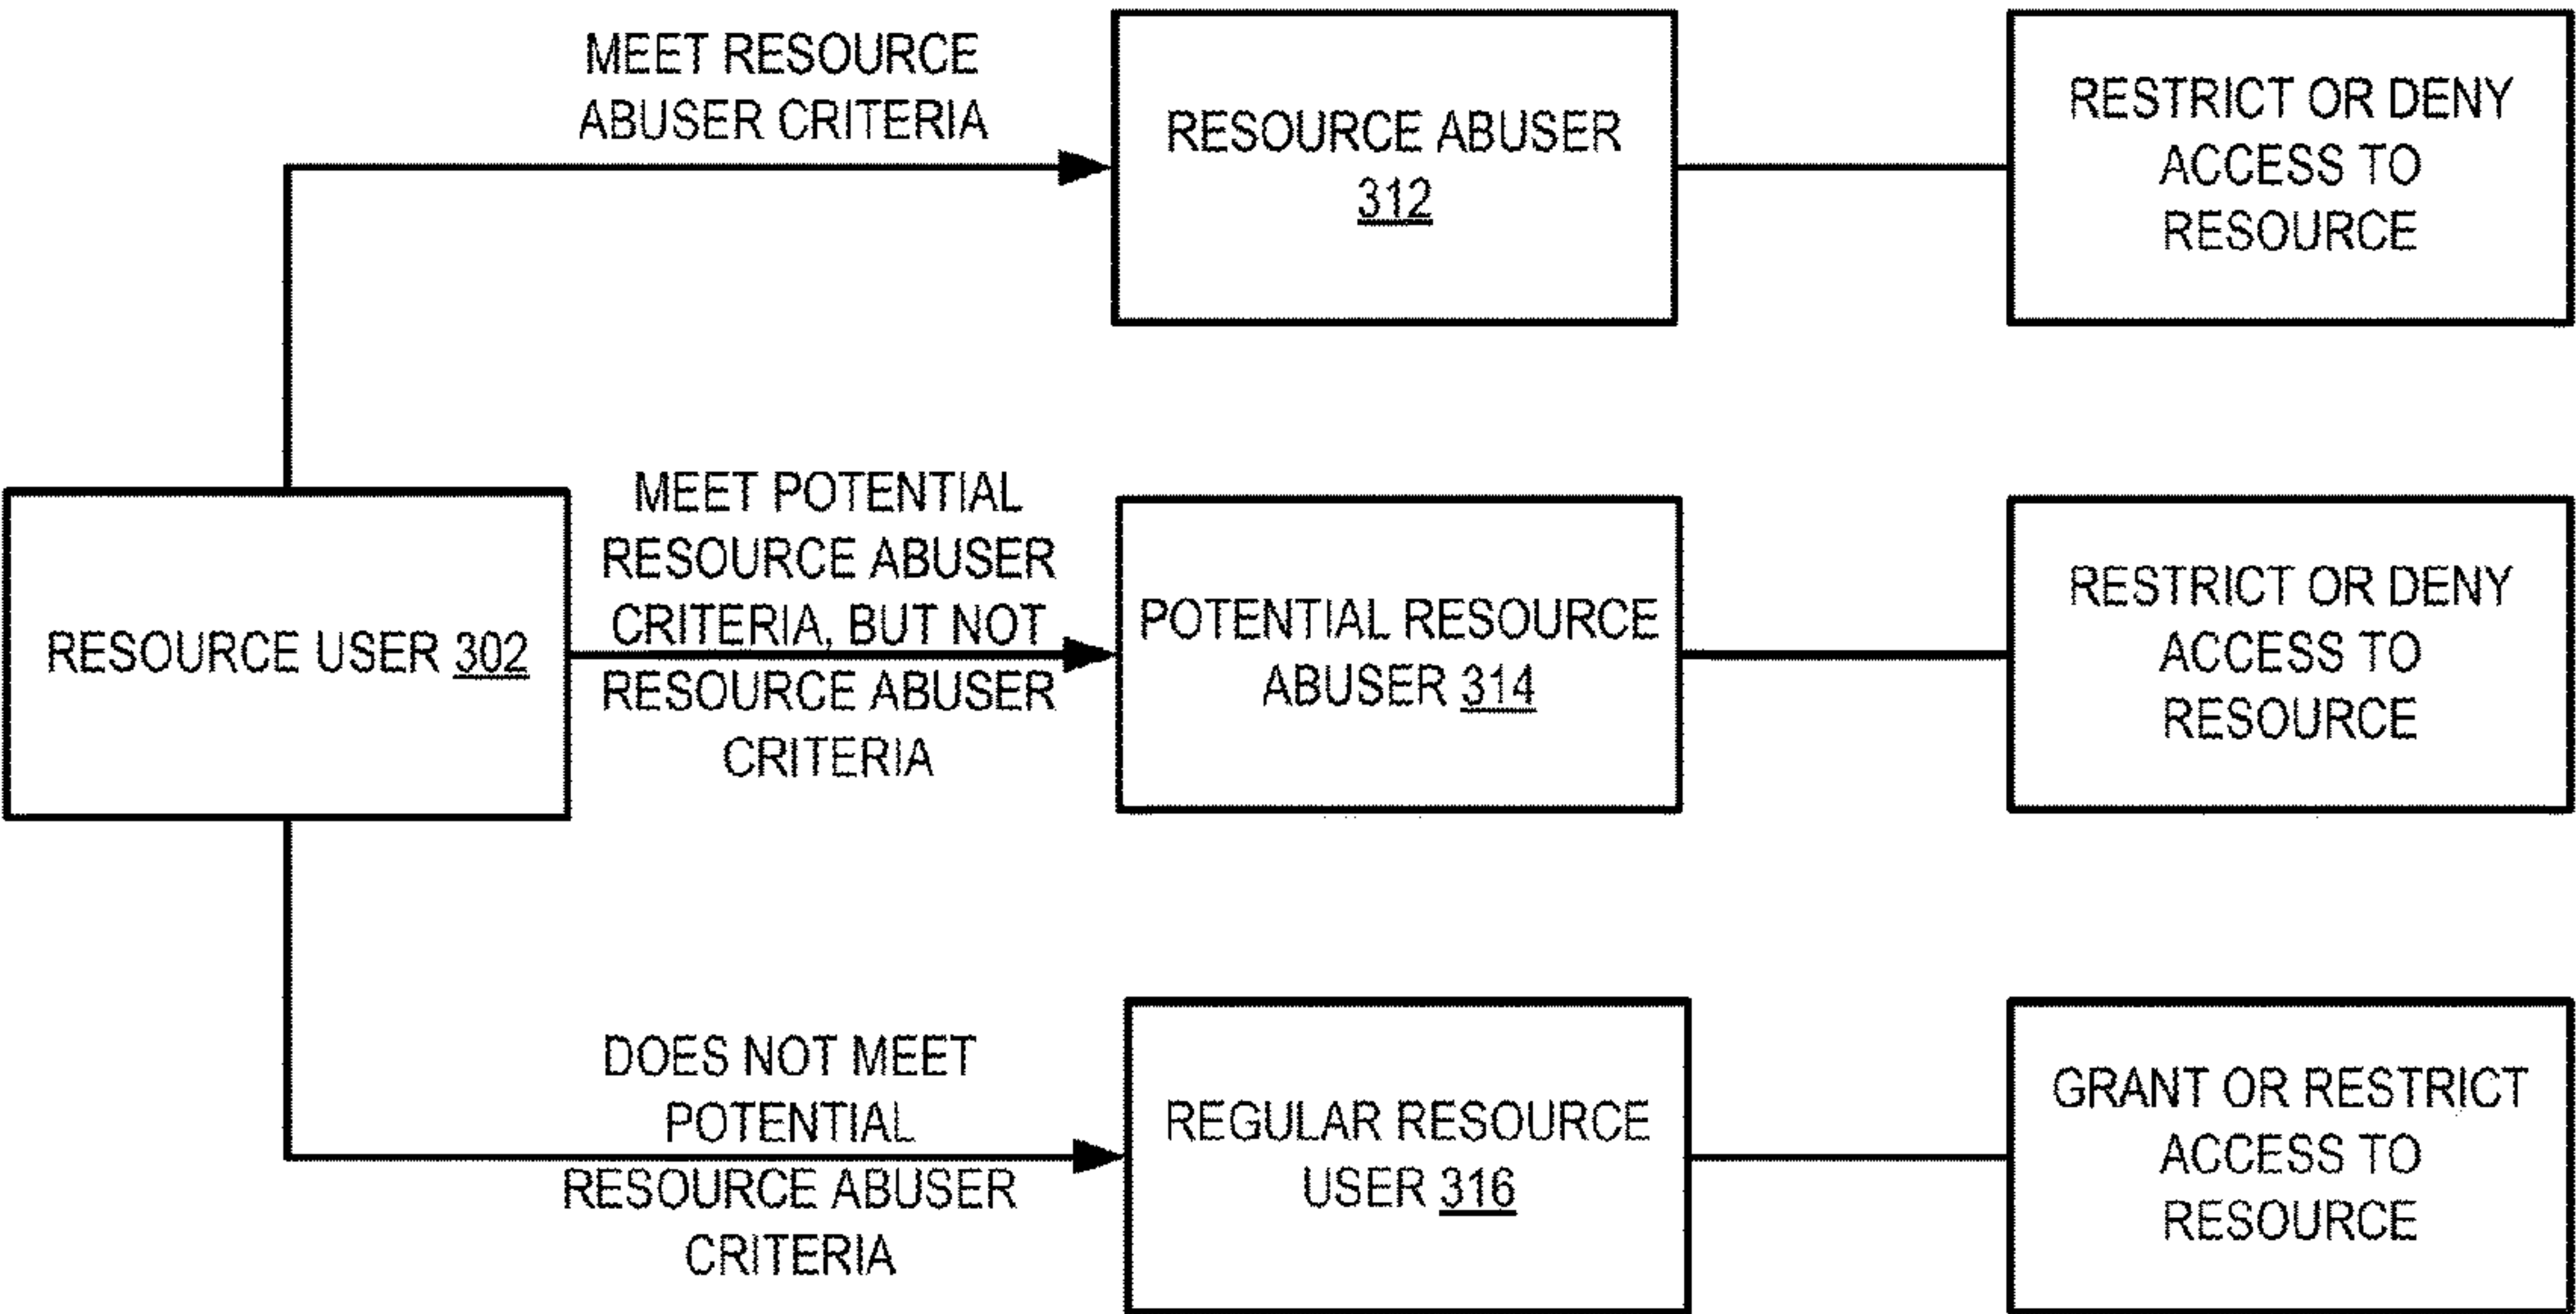 MEET RESOURCE
ABUSER CRITERIA
RESOURCE ABUSER
312
RESTRICT OR DENY
ACCESS TO
RESOURCE
RESOURCE USER 302
MEET POTENTIAL
RESOURCE ABUSER
CRITERIA, BUT NOT
RESOURCE ABUSER
CRITERIA
POTENTIAL RESOURCE
ABUSER 314
RESTRICT OR DENY
ACCESS TO
RESOURCE
DOES NOT MEET
POTENTIAL
RESOURCE ABUSER
CRITERIA
REGULAR RESOURCE
USER 316
GRANT OR RESTRICT
ACCESS TO
RESOURCE